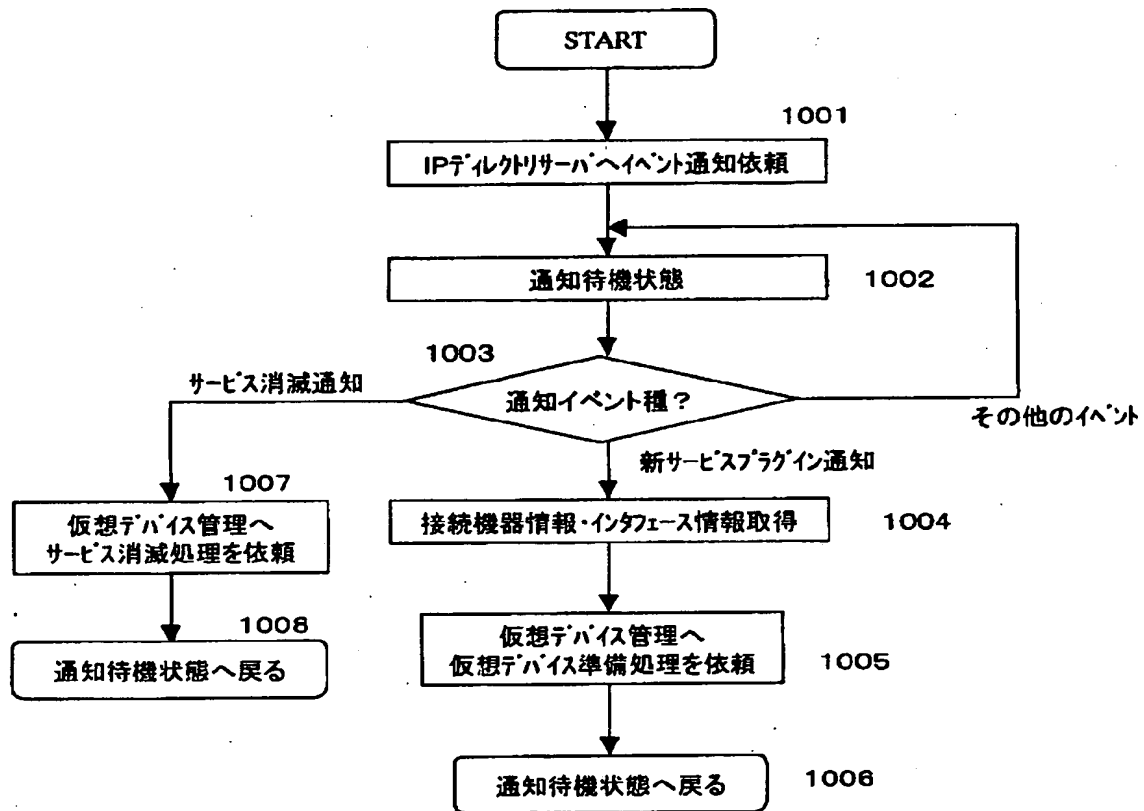 START
1001
IPディレクトリサーバへイベント通知依頼
通知待機状態
1002
1003
サービス消滅通知
通知イベント種？
その他のイベント
新サービスプラグイン通知
1007
仮想デバイス管理へ
サービス消滅処理を依頼
接続機器情報・インタフェース情報取得
1004
1008
通知待機状態へ戻る
仮想デバイス管理へ
仮想デバイス準備処理を依頼
1005
通知待機状態へ戻る
1006